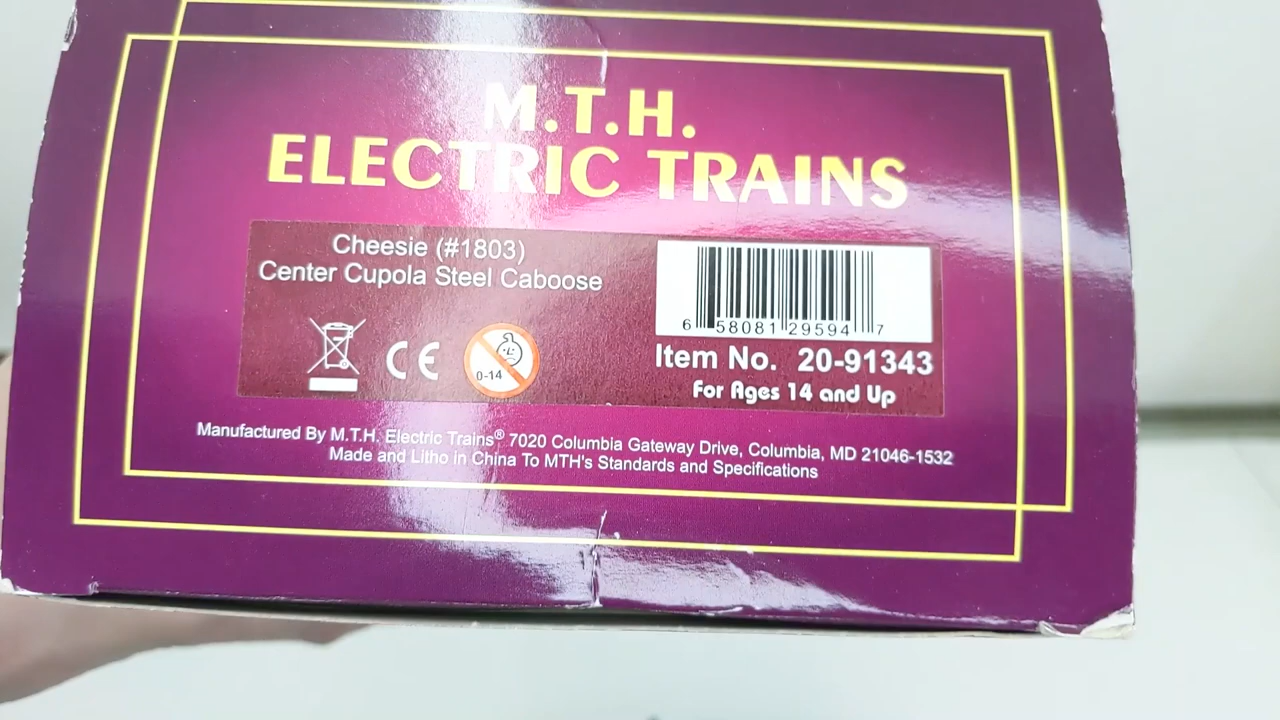 M.T.H.
ELECTRIC TRAINS
Cheesie (#1803)
Center Cupola Steel Caboose
6 58081 29594 7
CE
0-14
Item No. 20-91343
For Ages 14 and Up
Manufactured By M.T.H. Electric Trains® 7020 Columbia Gateway Drive, Columbia, MD 21046-1532
Made and Litho in China To MTH's Standards and Specifications